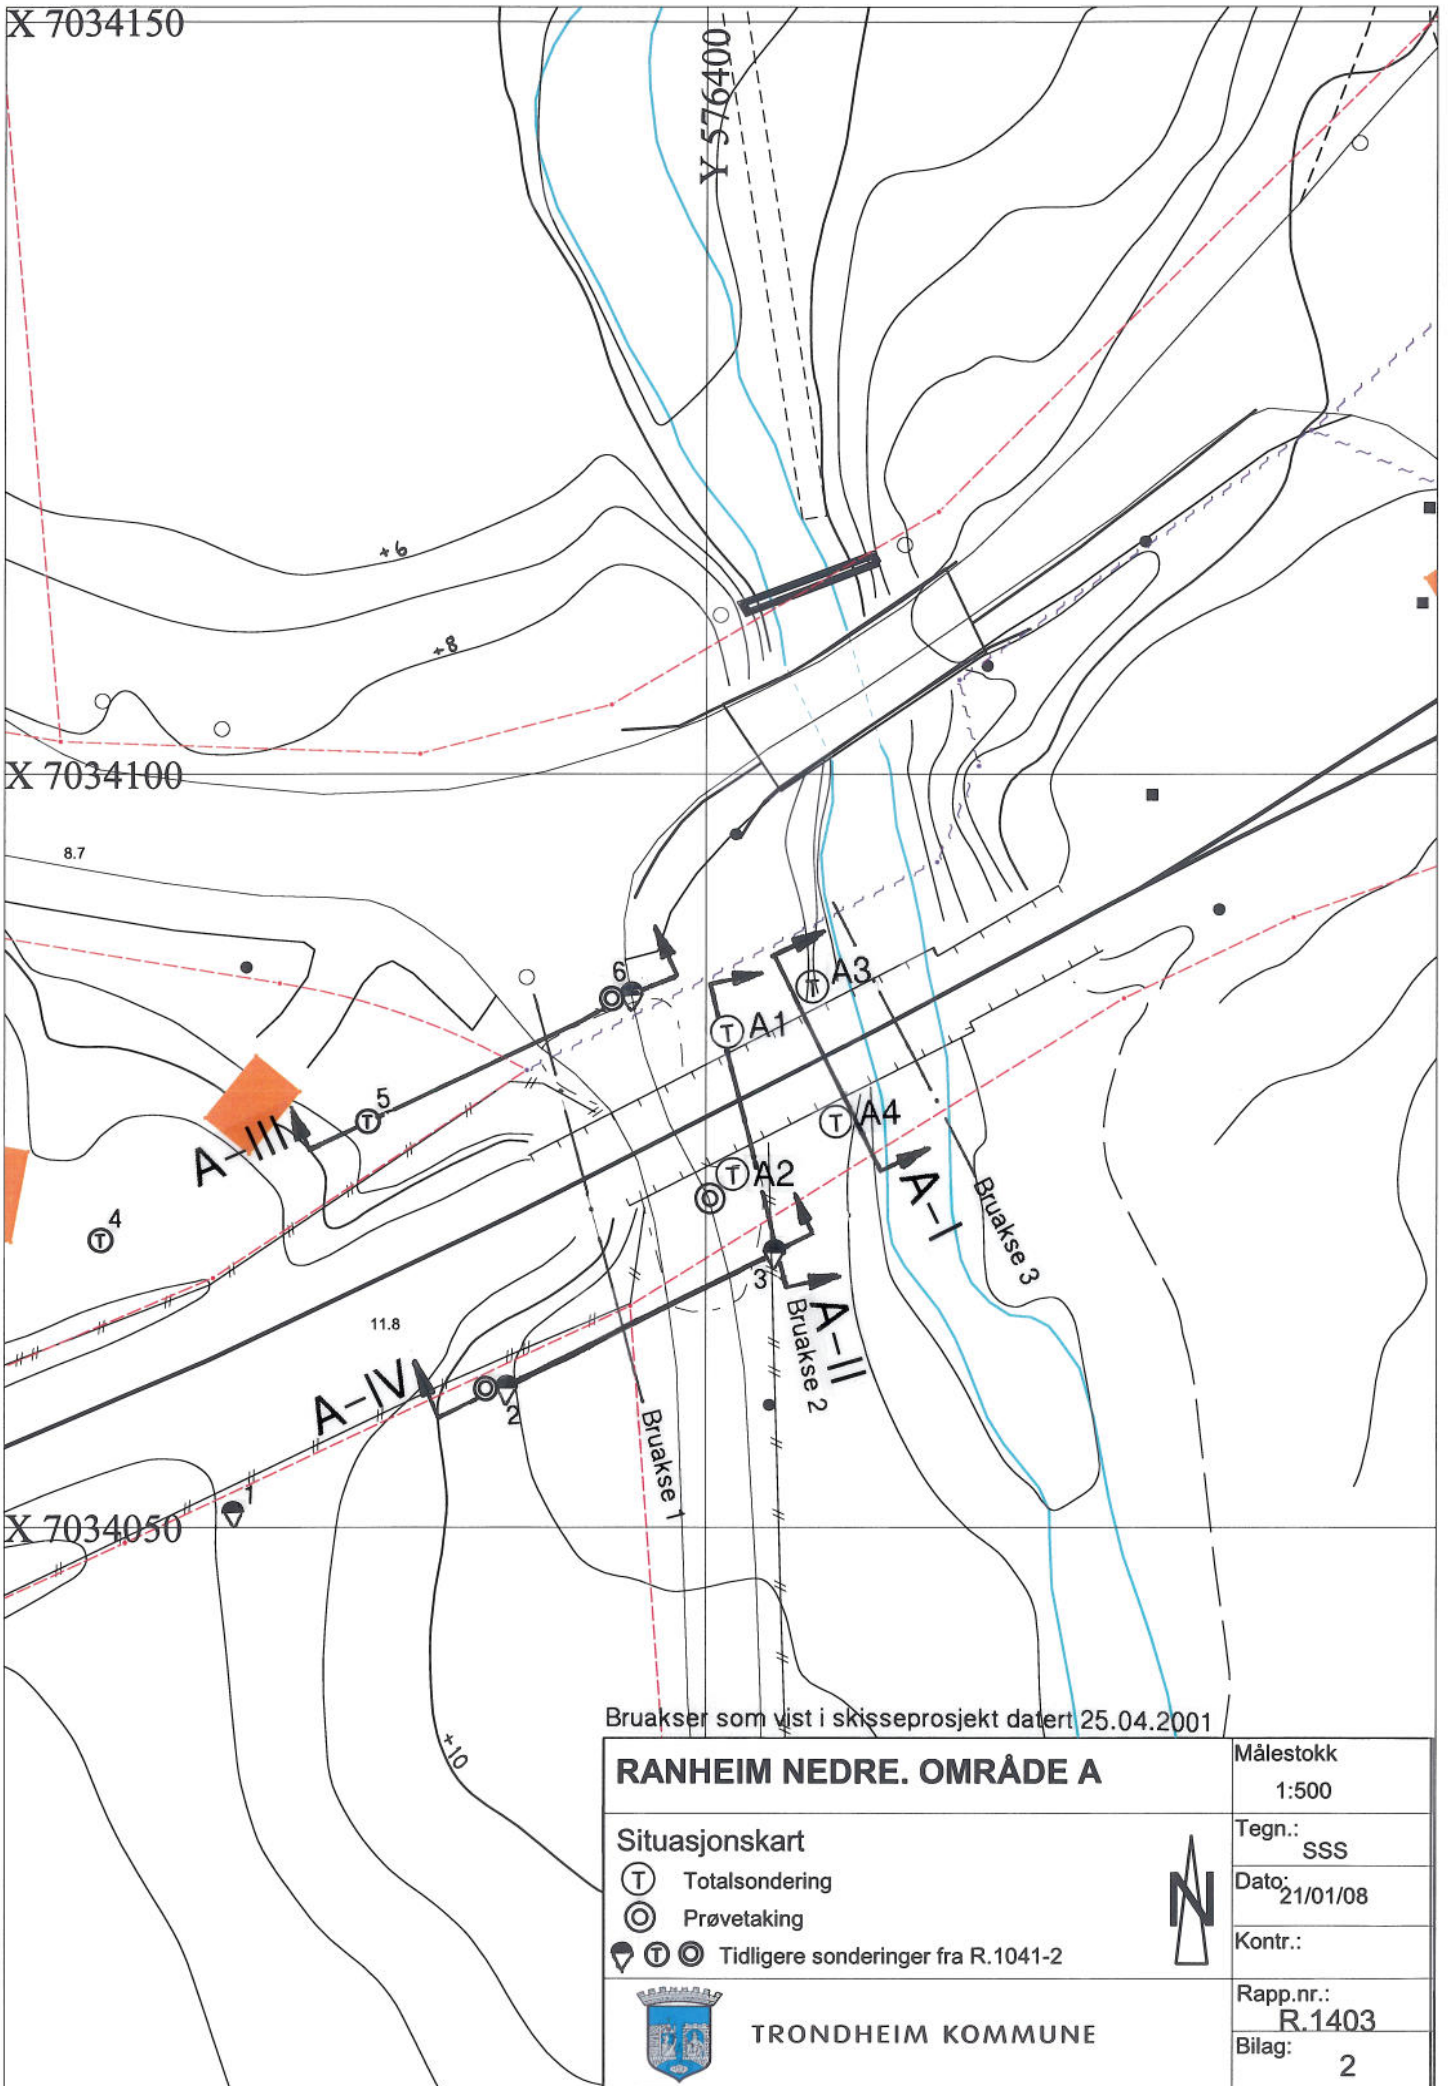 X 7034150
Y 576400
+6
+8
X 7034100
8.7
6
A3
A1
5
A-III
A4
A2
4
A-I
Bruakse 3
3
11.8
A-II
Bruakse 2
A-IV
2
Bruakse 1
1
X 7034050
+10
Bruakser som vist i skisseprosjekt datert 25.04.2001
RANHEIM NEDRE. OMRÅDE A
Målestokk
1:500
Situasjonskart
T Totalsondering
Prøvetaking
T Tidligere sonderinger fra R.1041-2
N
Tegn.:
SSS
Dato:
21/01/08
Kontr.:
Rapp.nr.:
R.1403
Bilag:
2
TRONDHEIM KOMMUNE